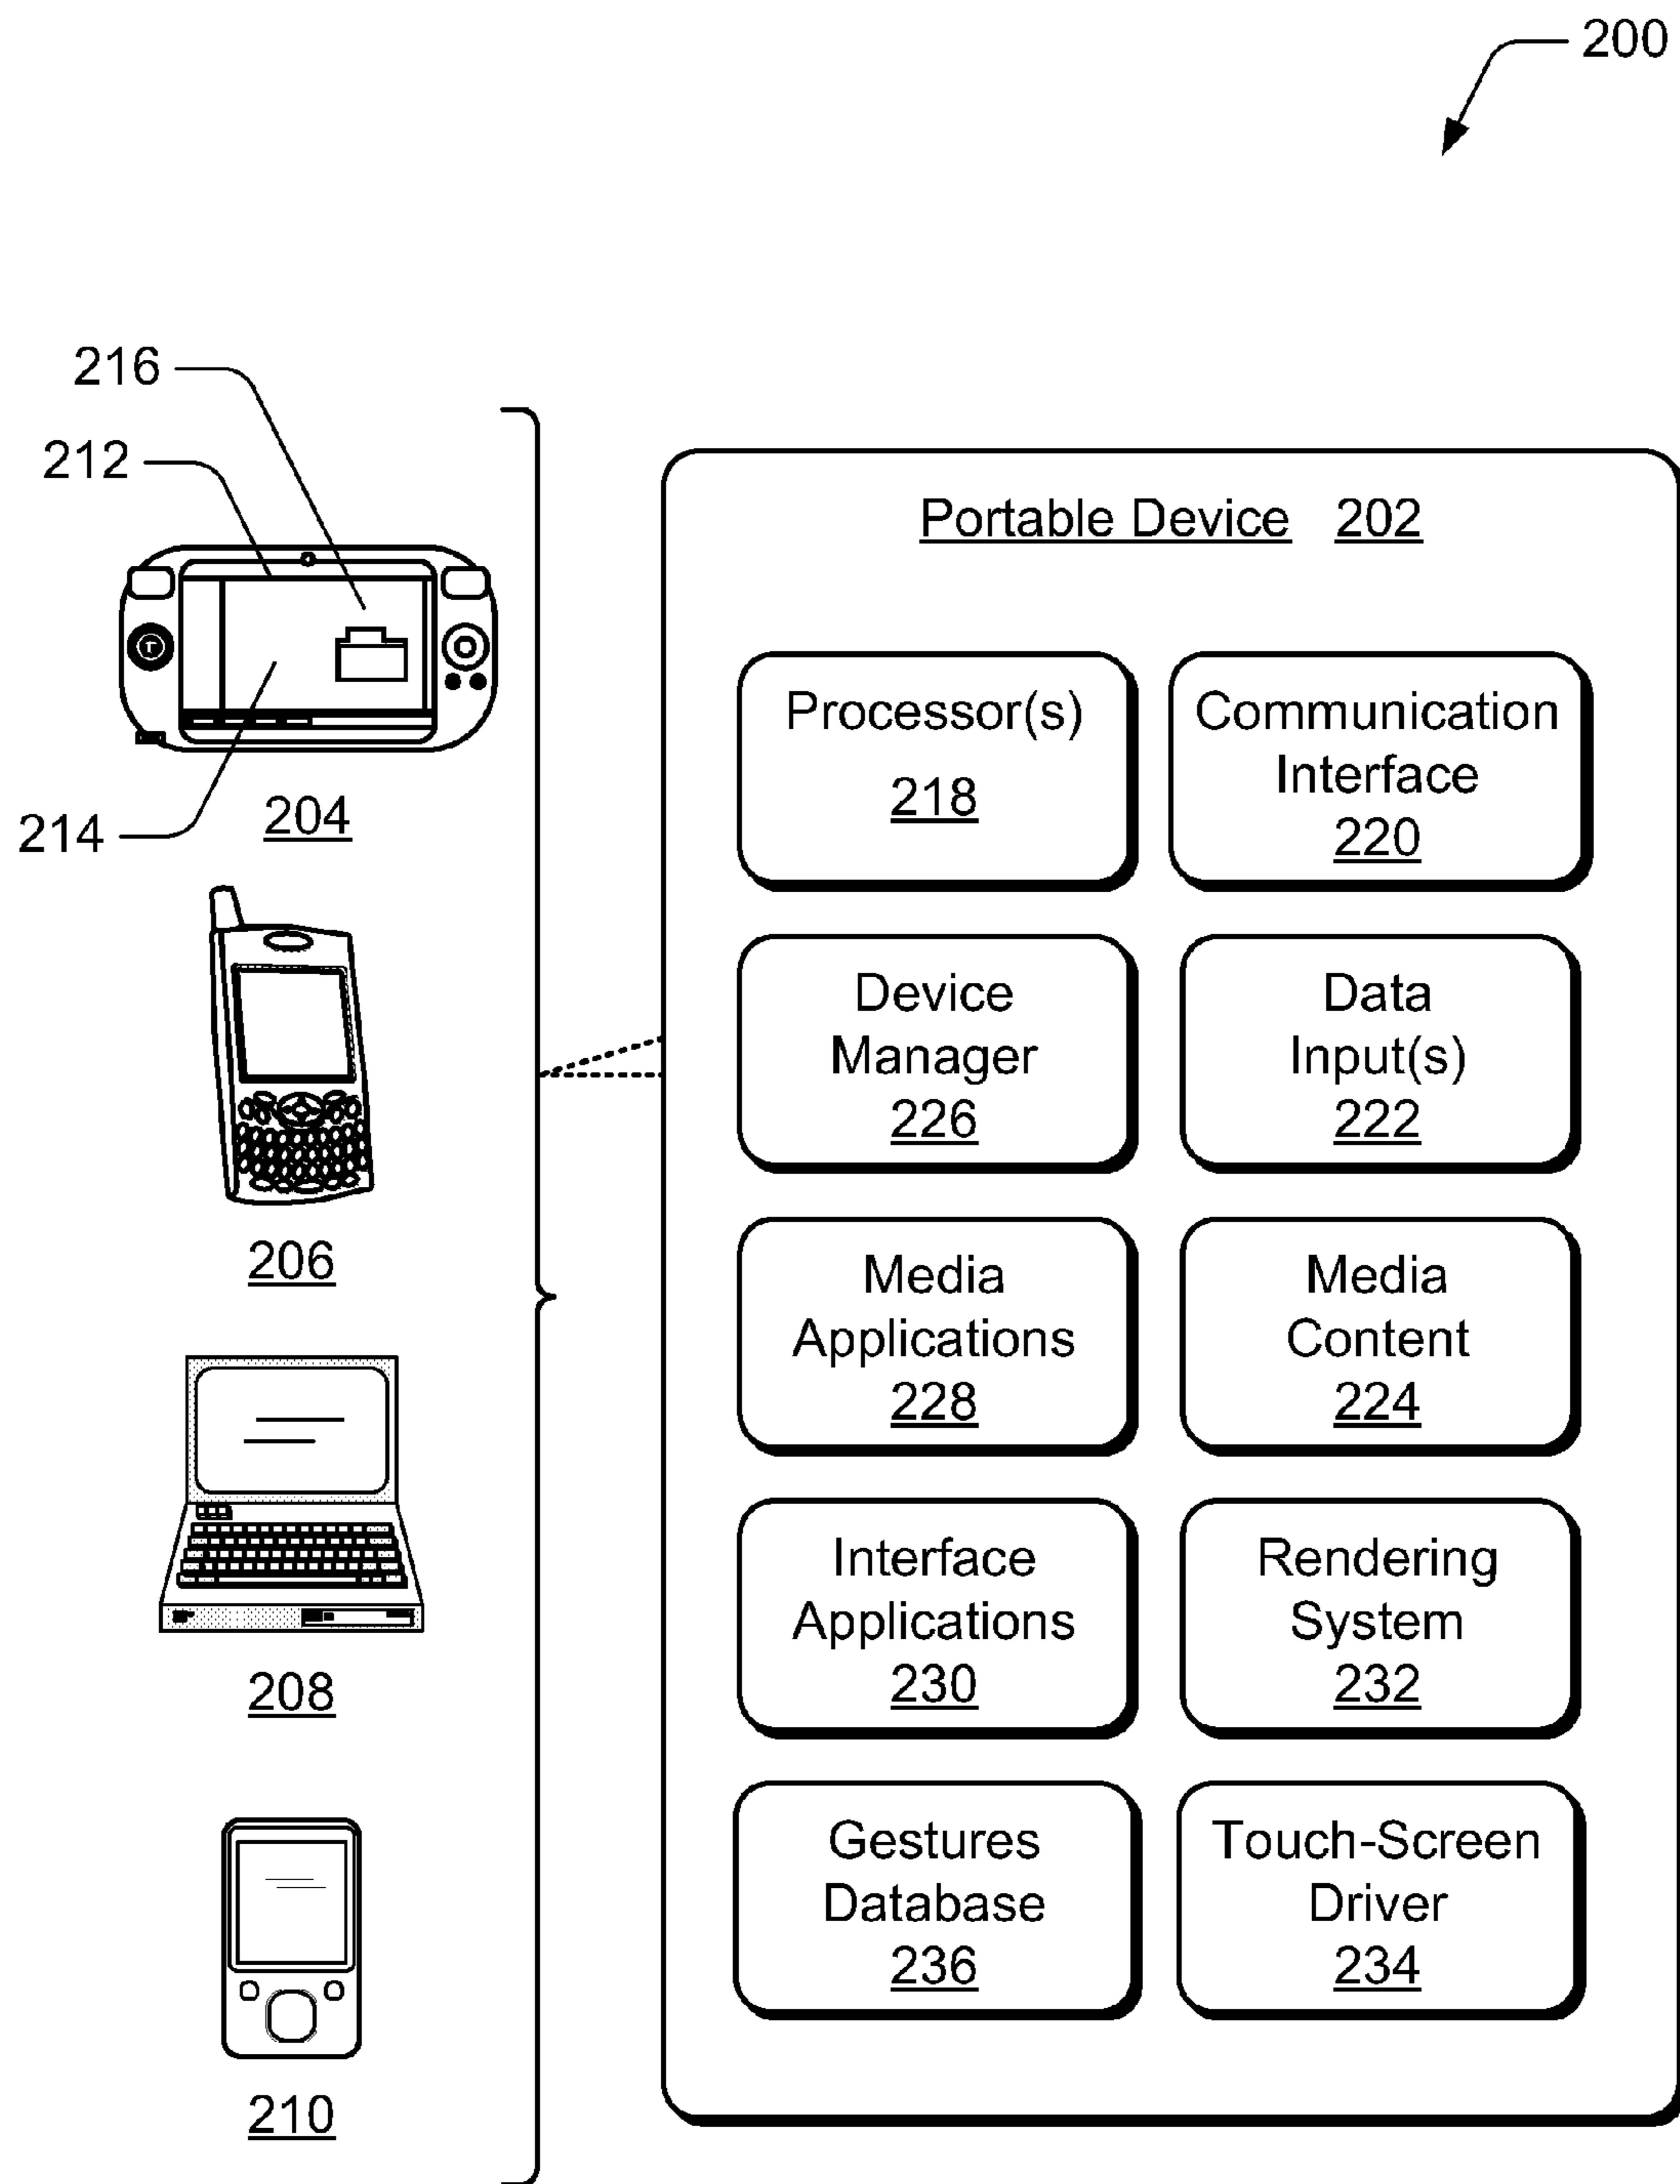 200
216
212
214
204
206
208
210
Portable Device 202
Processor(s)
218
Communication
Interface
220
Device
Manager
226
Data
Input(s)
222
Media
Applications
228
Media
Content
224
Interface
Applications
230
Rendering
System
232
Gestures
Database
236
Touch-Screen
Driver
234